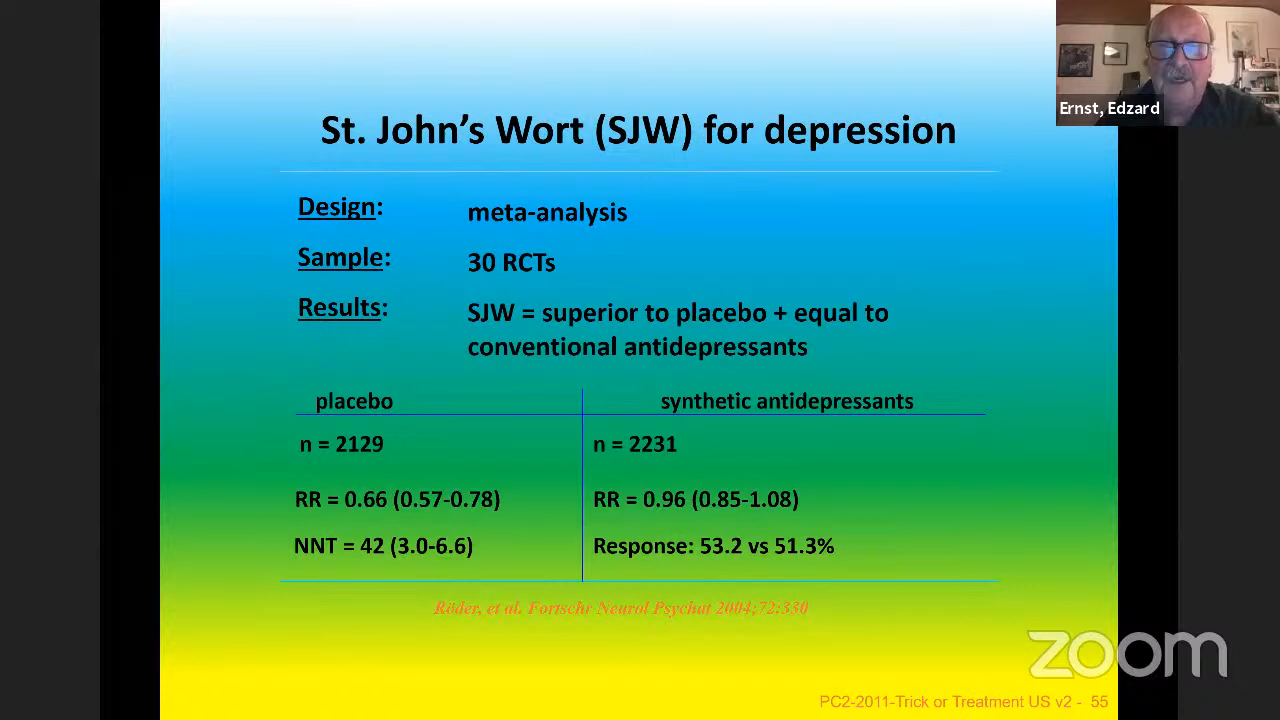 Ernst, Edzard
St. John’s Wort (SJW) for depression
Design: meta-analysis
Sample: 30 RCTs
Results: SJW = superior to placebo + equal to
conventional antidepressants
placebo synthetic antidepressants
n = 2129 n = 2231
RR = 0.66 (0.57-0.78) RR = 0.96 (0.85-1.08)
NNT = 42 (3.0-6.6) Response: 53.2 vs 51.3%
Röder, et al. Fortschr Neurol Psychat 2004;72:330
zoom
PC2-2011-Trick or Treatment US v2 - 55